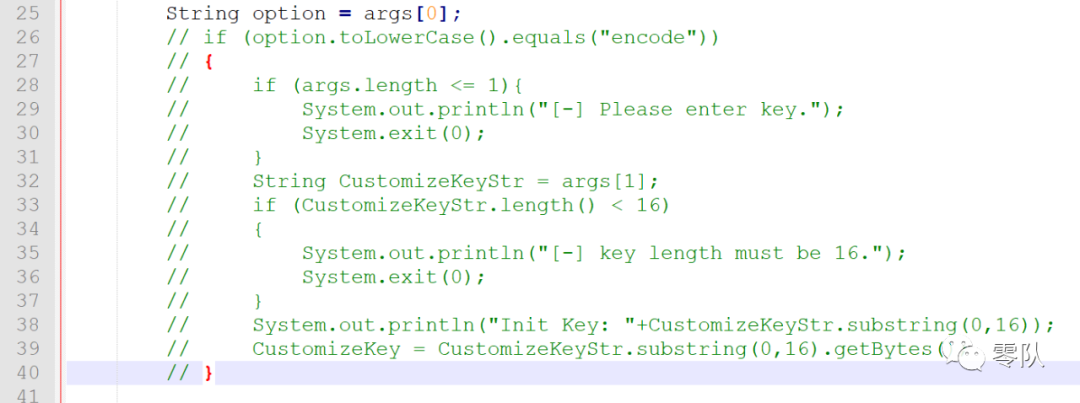 25 String option = args[0];
26 // if (option.toLowerCase().equals("encode"))
27 // {
28 // if (args.length <= 1){
29 // System.out.println("[-] Please enter key.");
30 // System.exit(0);
31 // }
32 // String CustomizeKeyStr = args[1];
33 // if (CustomizeKeyStr.length() < 16)
34 // {
35 // System.out.println("[-] key length must be 16.");
36 // System.exit(0);
37 // }
38 // System.out.println("Init Key: "+CustomizeKeyStr.substring(0,16));
39 // CustomizeKey = CustomizeKeyStr.substring(0,16).getBytes(
40 // }
41
零队